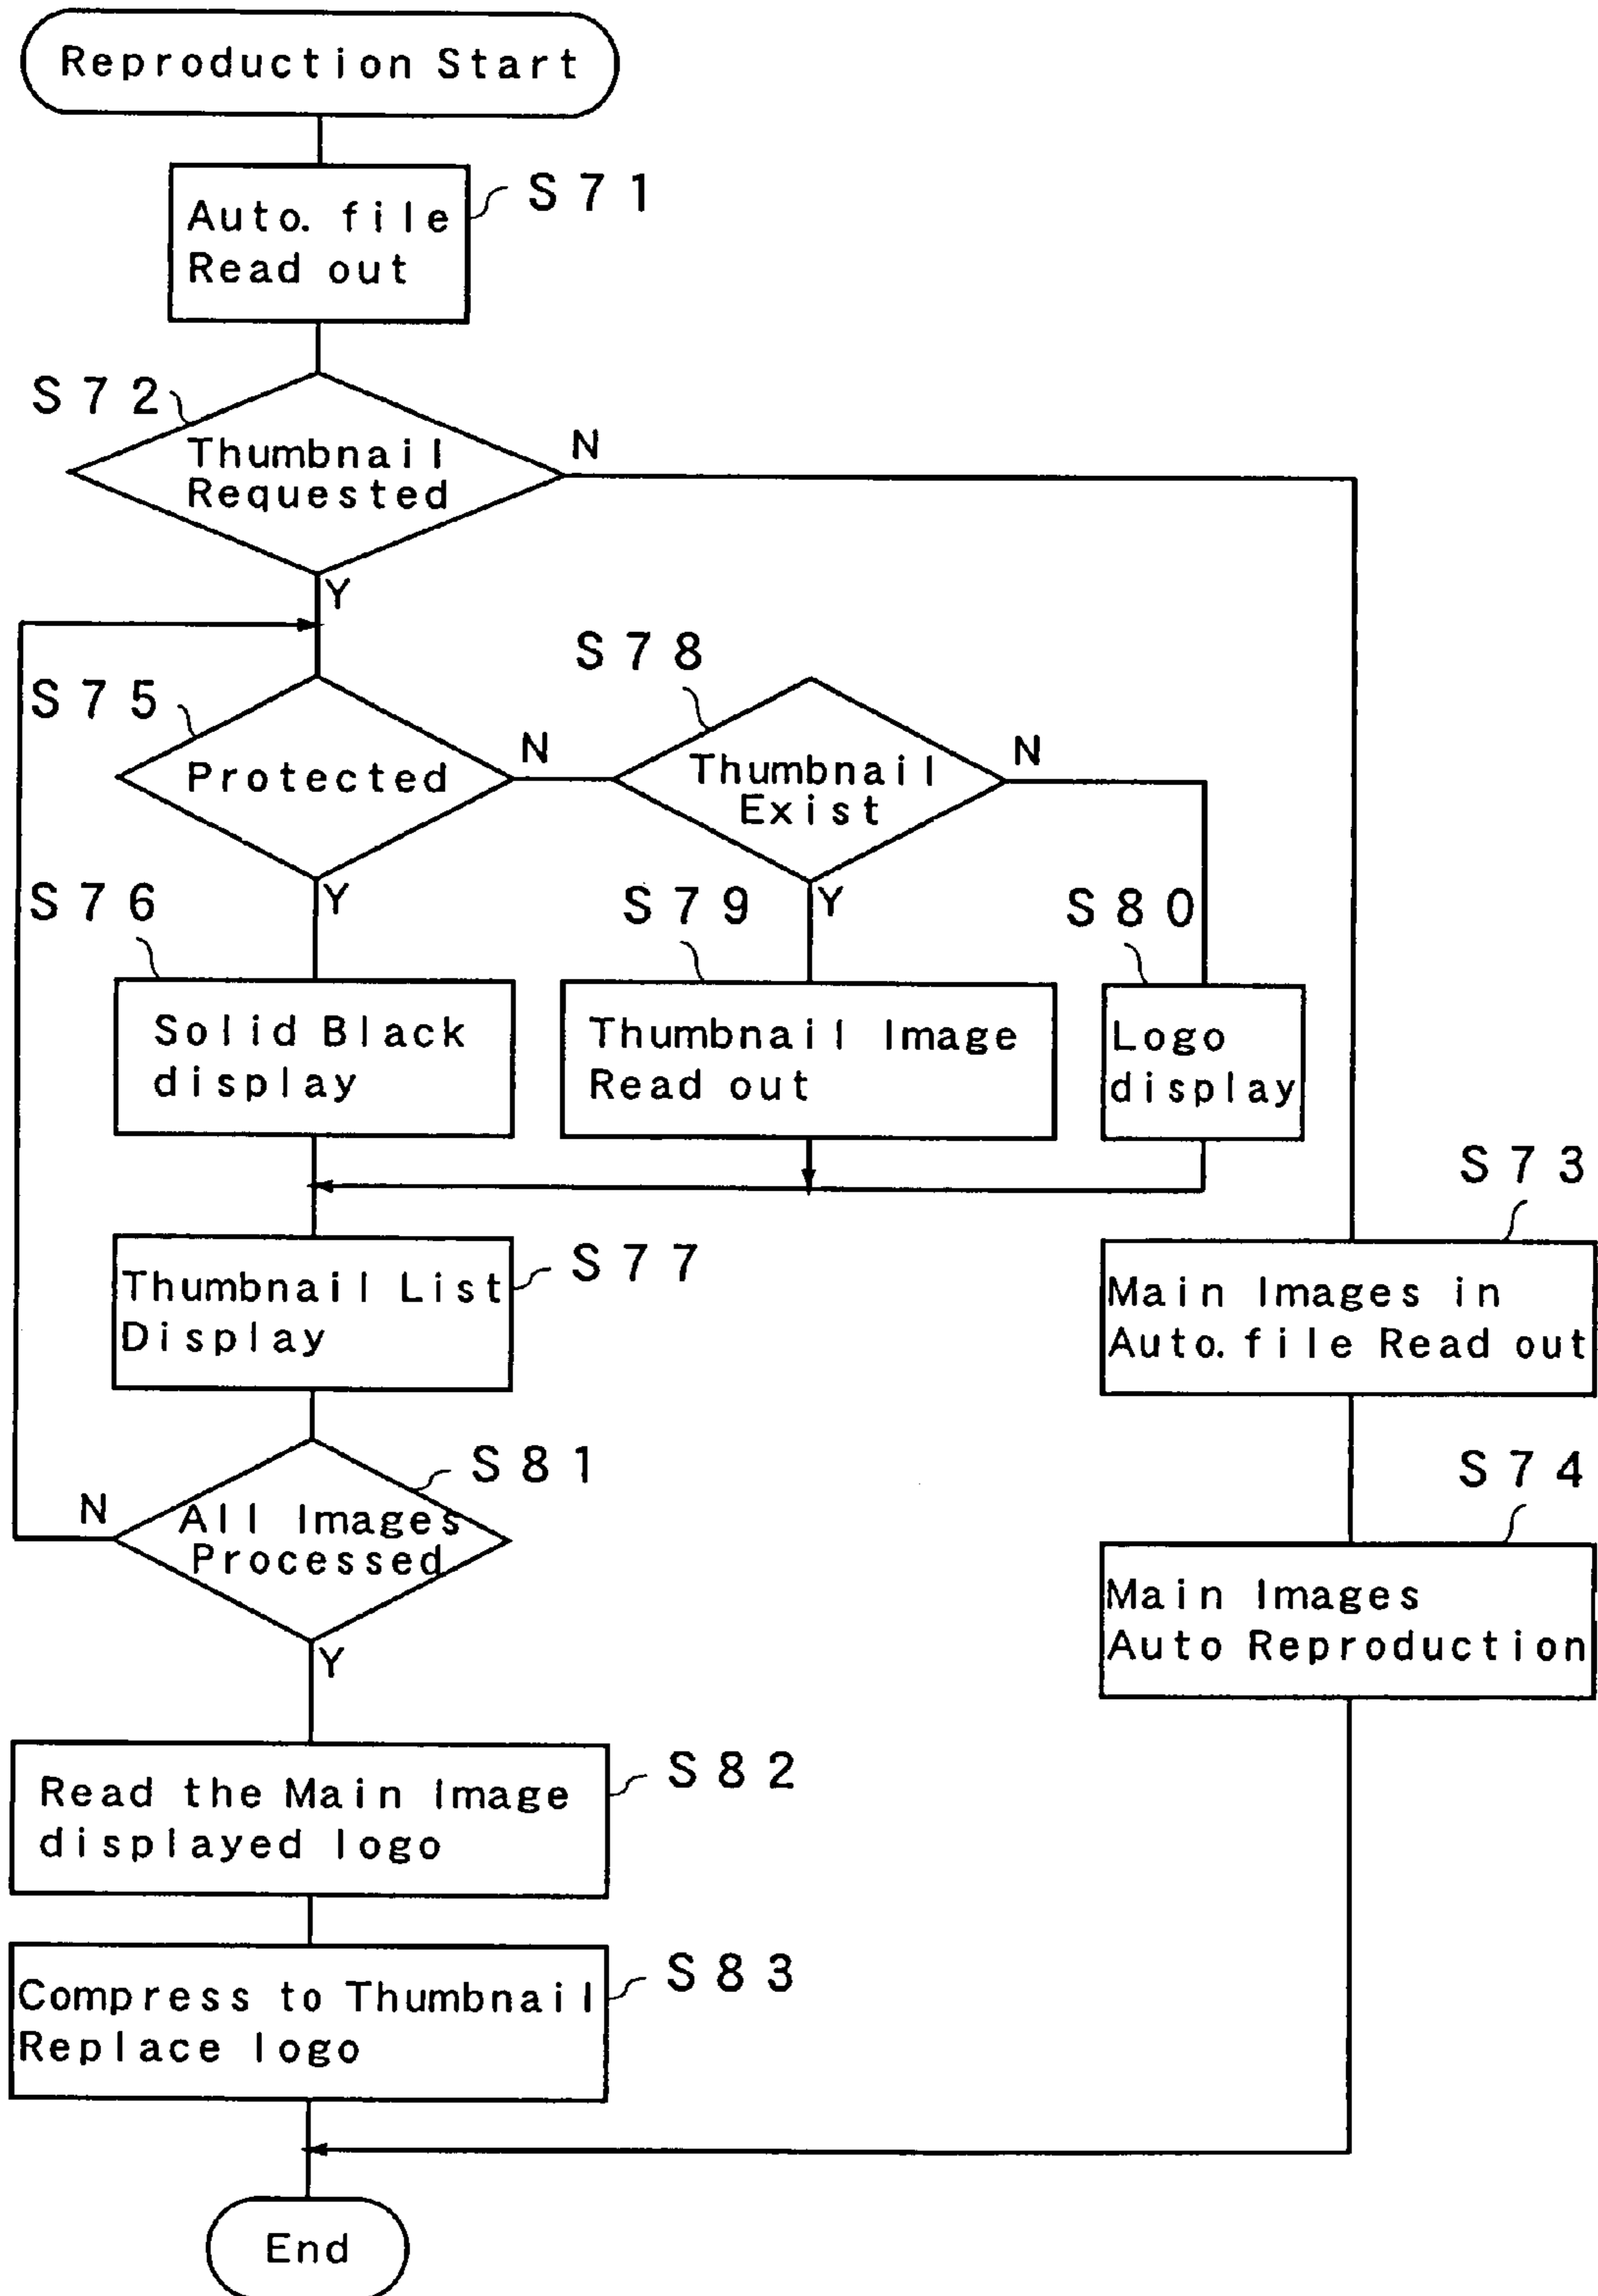 Reproduction Start
S71
Auto. file
Read out
S72
Thumbnail
Requested
N
Y
S75
Protected
N
Y
S78
Thumbnail
Exist
N
Y
S76
Solid Black
display
S79
Thumbnail Image
Read out
S80
Logo
display
S73
Main Images in
Auto. file Read out
S77
Thumbnail List
Display
S74
Main Images
Auto Reproduction
S81
All Images
Processed
N
Y
S82
Read the Main Image
displayed logo
S83
Compress to Thumbnail
Replace logo
End